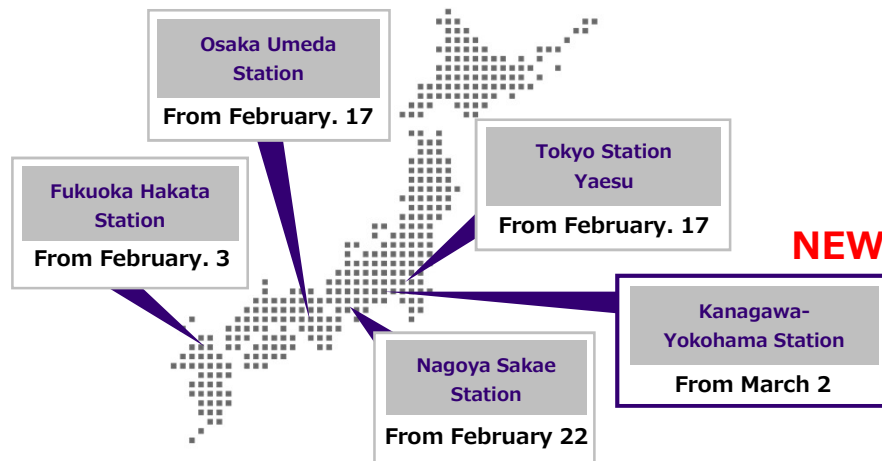 Osaka Umeda
Station
From February. 17
Tokyo Station
Yaesu
From February. 17
Fukuoka Hakata
Station
From February. 3
NEW
Kanagawa-
Yokohama Station
From March 2
Nagoya Sakae
Station
From February 22